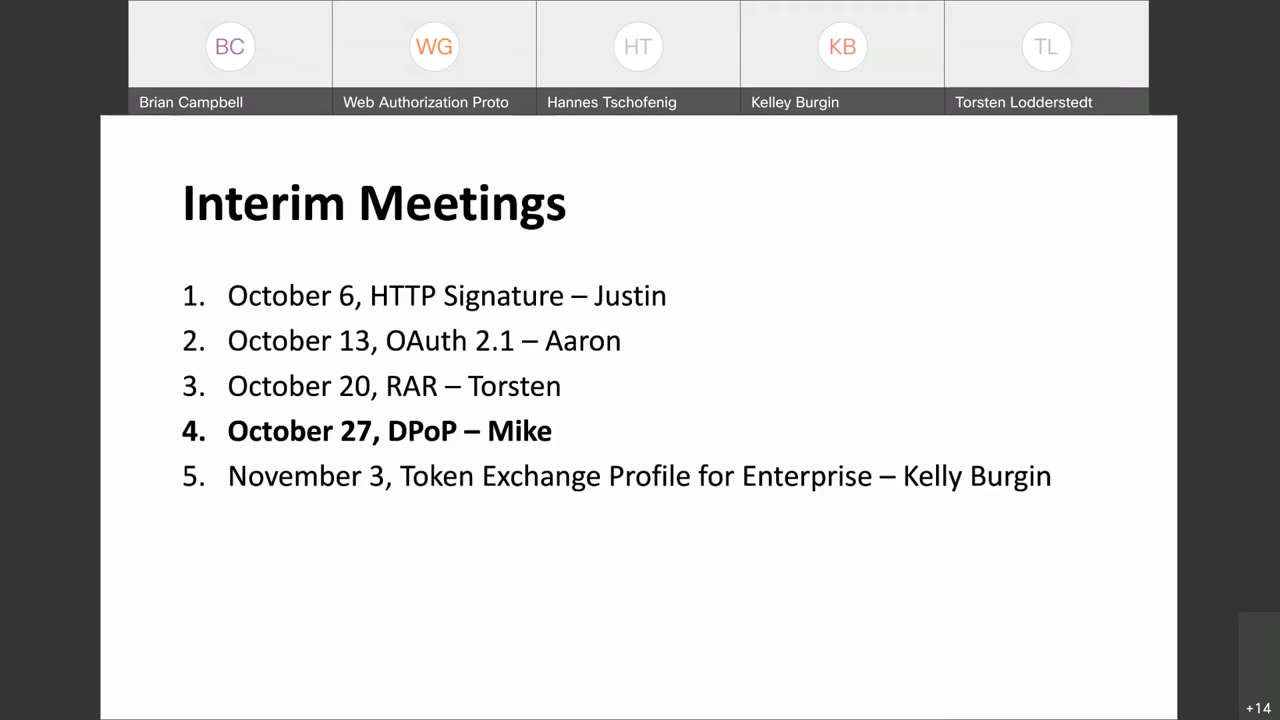 BC
WG
HT
KB
TL
Brian Campbell
Web Authorization Proto
Hannes Tschofenig
Kelley Burgin
Torsten Lodderstedt
Interim Meetings
1. October 6, HTTP Signature – Justin
2. October 13, OAuth 2.1 – Aaron
3. October 20, RAR – Torsten
4. October 27, DPoP – Mike
5. November 3, Token Exchange Profile for Enterprise – Kelly Burgin
+14